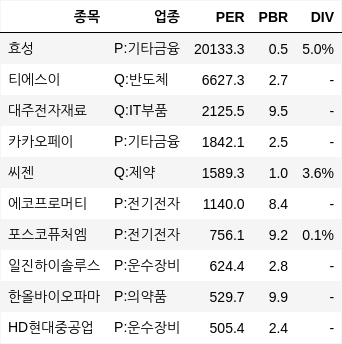 종목 업종 PER PBR DIV
효성 P:기타금융 20133.3 0.5 5.0%
티에스이 Q:반도체 6627.3 2.7 -
대주전자재료 Q:IT부품 2125.5 9.5 -
카카오페이 P:기타금융 1842.1 2.5 -
씨젠 Q:제약 1589.3 1.0 3.6%
에코프로머티 P:전기전자 1140.0 8.4 -
포스코퓨처엠 P:전기전자 756.1 9.2 0.1%
일진하이솔루스 P:운수장비 624.4 2.8 -
한올바이오파마 P:의약품 529.7 9.9 -
HD현대중공업 P:운수장비 505.4 2.4 -